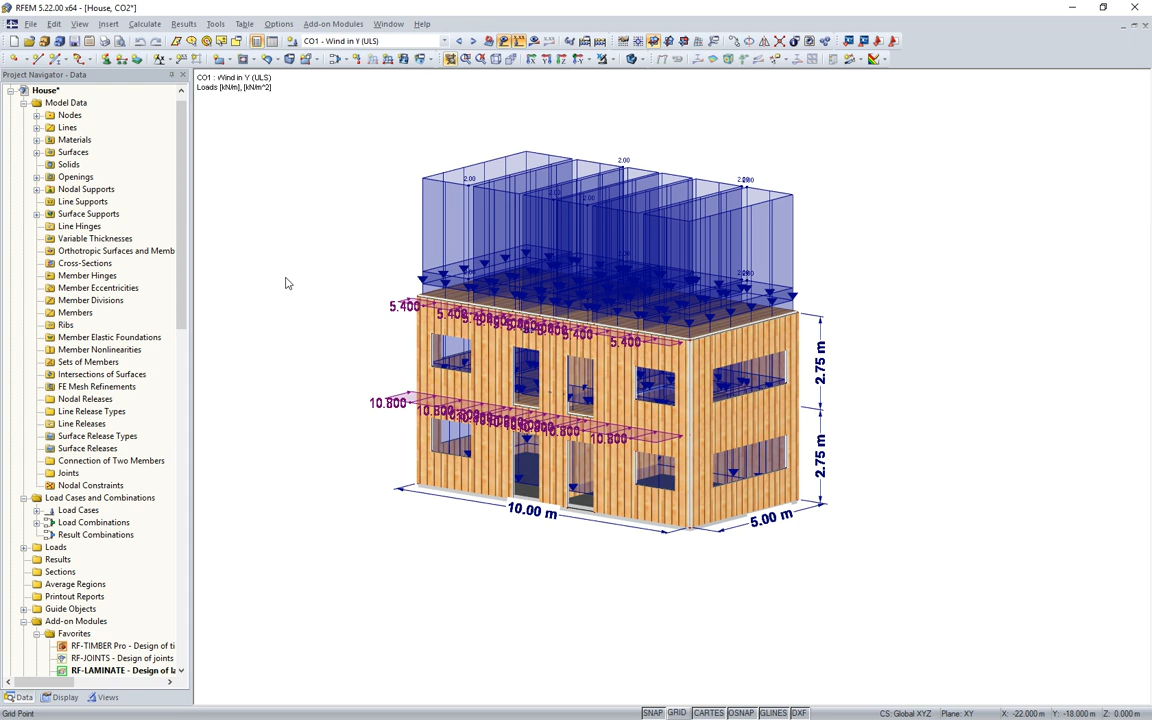 RFEM 5.22.00 x64 - [House, CO2*]
File Edit View Insert Calculate Results Tools Table Options Add-on Modules Window Help
CO1 - Wind in Y (ULS)
Project Navigator - Data
House*
Model Data
Nodes
Lines
Materials
Surfaces
Solids
Openings
Nodal Supports
Line Supports
Surface Supports
Line Hinges
Variable Thicknesses
Orthotropic Surfaces and Memb
Cross-Sections
Member Hinges
Member Eccentricities
Member Divisions
Members
Ribs
Member Elastic Foundations
Member Nonlinearities
Sets of Members
Intersections of Surfaces
FE Mesh Refinements
Nodal Releases
Line Release Types
Line Releases
Surface Release Types
Surface Releases
Connection of Two Members
Joints
Nodal Constraints
Load Cases and Combinations
Load Cases
Load Combinations
Result Combinations
Loads
Results
Sections
Average Regions
Printout Reports
Guide Objects
Add-on Modules
Favorites
RF-TIMBER Pro - Design of ti
RF-JOINTS - Design of joints
RF-LAMINATE - Design of la
Data Display Views
CO1 : Wind in Y (ULS)
Loads [kN/m], [kN/m^2]
2.00
2.00
2.00
2.00
5.400
5.400
5.400
5.400
10.800
10.800
10.800
2.75 m
2.75 m
10.00 m
5.00 m
Grid Point
SNAP GRID CARTES OSNAP GLINES DXF
CS: Global XYZ Plane: XY X: -22.000 m Y: -18.000 m Z: 0.000 m